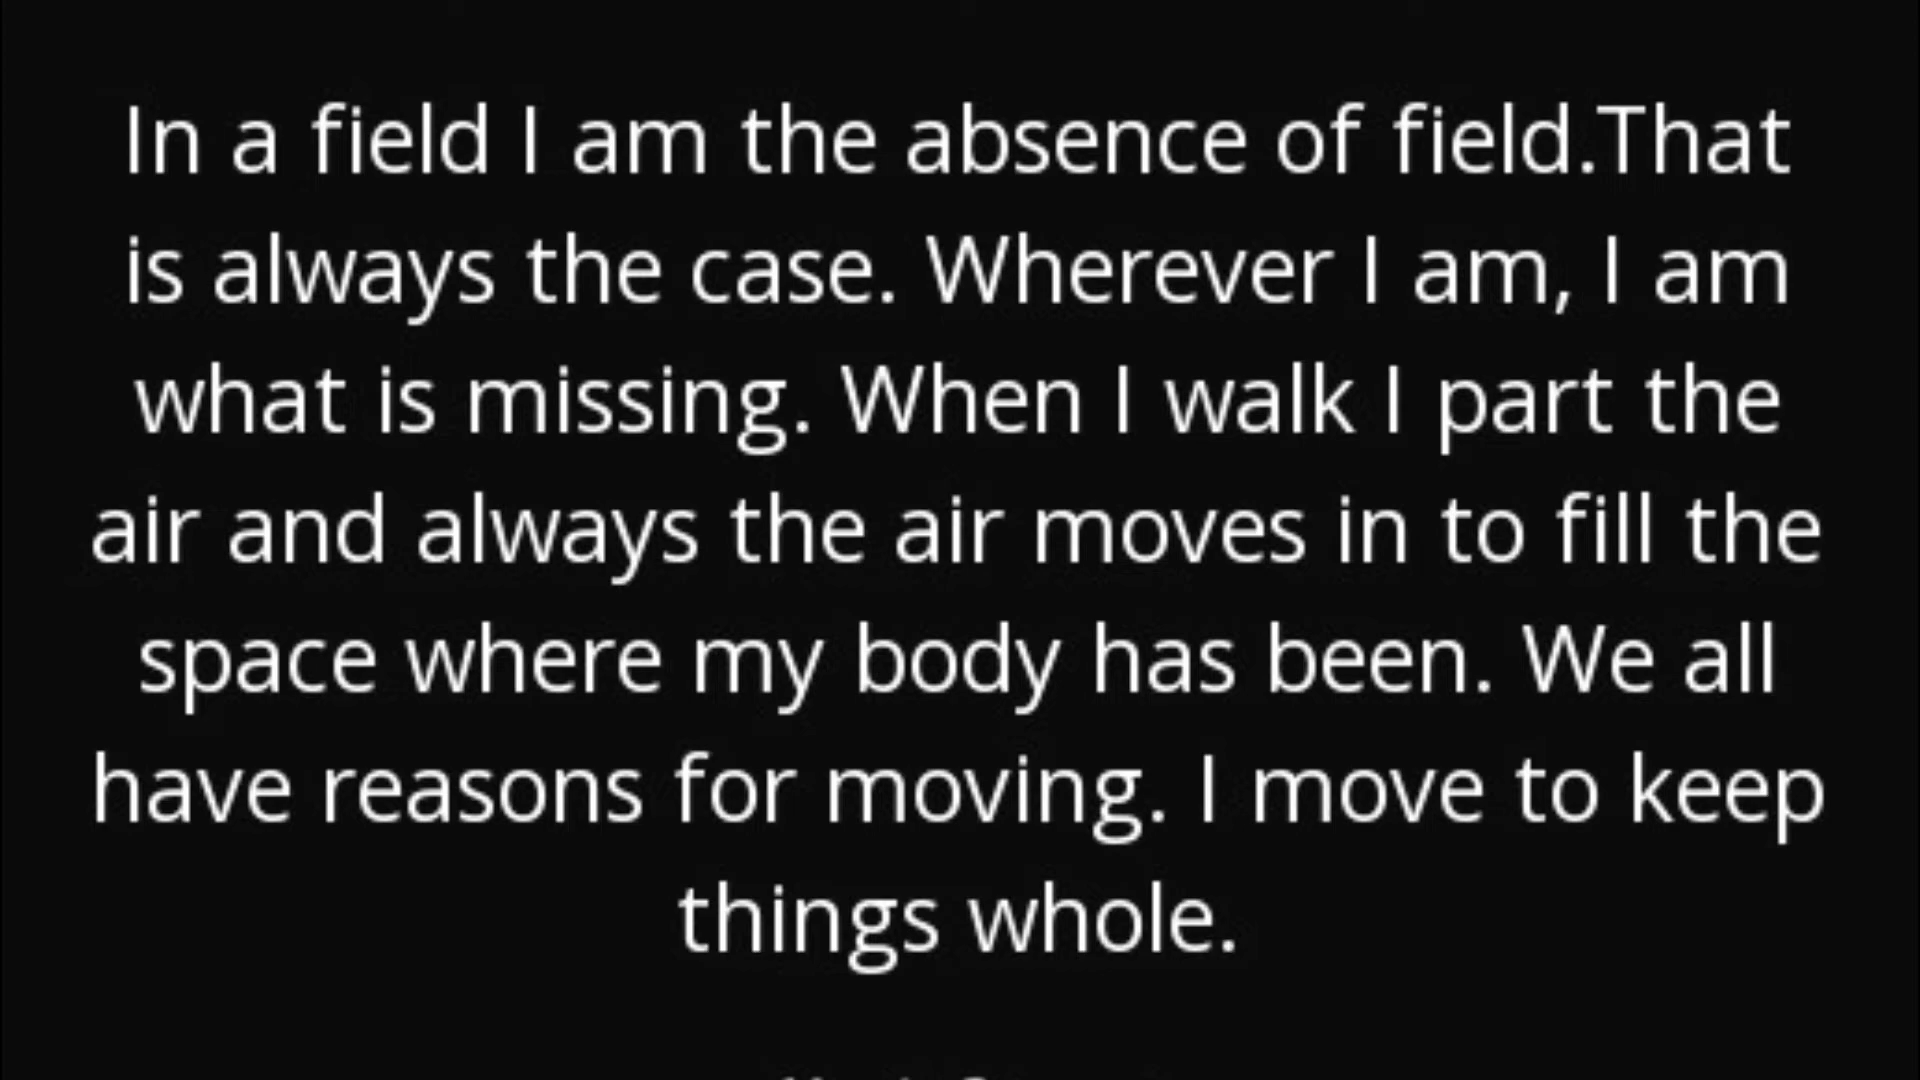 In a field I am the absence of field.That
is always the case. Wherever I am, I am
what is missing. When I walk I part the
air and always the air moves in to fill the
space where my body has been. We all
have reasons for moving. I move to keep
things whole.